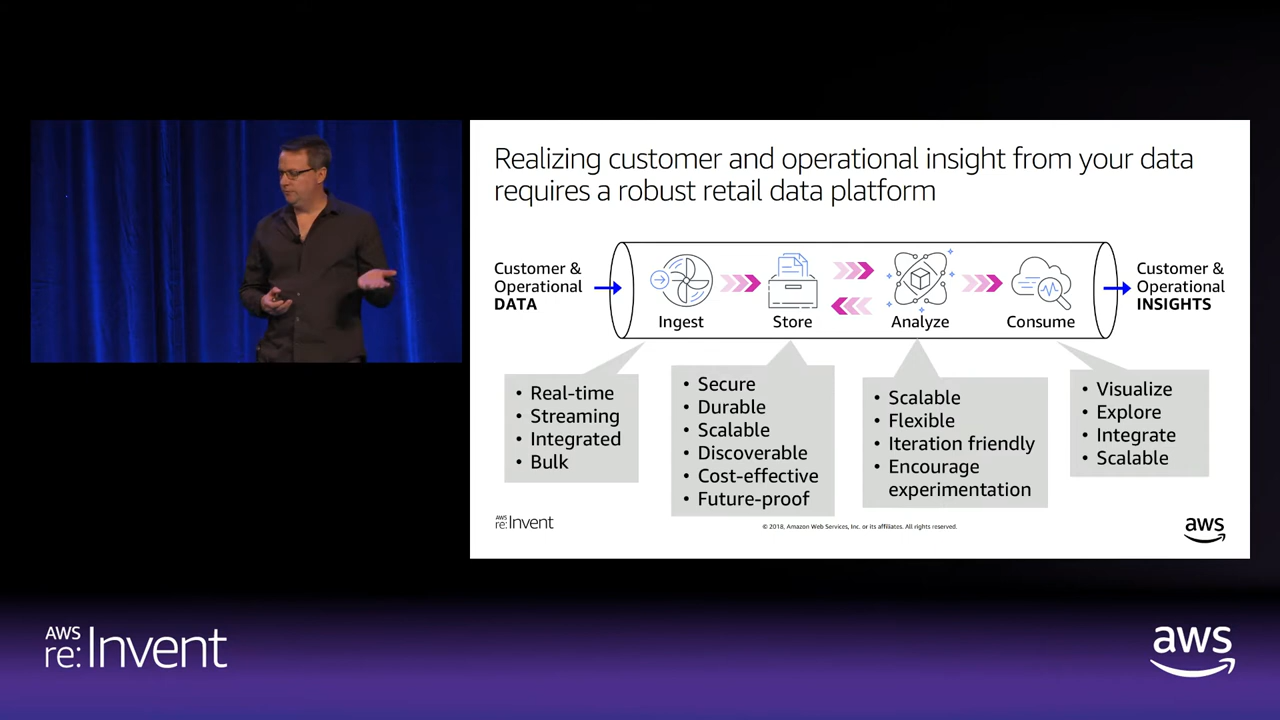 Realizing customer and operational insight from your data
requires a robust retail data platform
Customer &
Operational
DATA
Ingest
Store
Analyze
Consume
Customer &
Operational
INSIGHTS
• Real-time
• Streaming
• Integrated
• Bulk
• Secure
• Durable
• Scalable
• Discoverable
• Cost-effective
• Future-proof
• Scalable
• Flexible
• Iteration friendly
• Encourage
experimentation
• Visualize
• Explore
• Integrate
• Scalable
AWS
re:Invent
© 2018, Amazon Web Services, Inc. or its affiliates. All rights reserved.
aws
AWS
re:Invent
aws